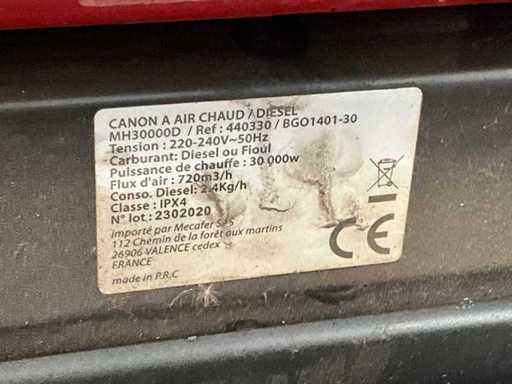 CANON A AIR CHAUD / DIESEL
MH30000D / Ref : 440330 / BGO1401-30
Tension : 220-240V~50Hz
Carburant: Diesel ou Fioul
Puissance de chauffe : 30 000w
Flux d'air : 720m3/h
Conso. Diesel: 2.4Kg/h
Classe : IPX4
N° lot : 2302020
importé par Mecafer SAS
112 Chemin de la forêt aux martins
26906 VALENCE cedex
FRANCE
made in P.R.C
CE